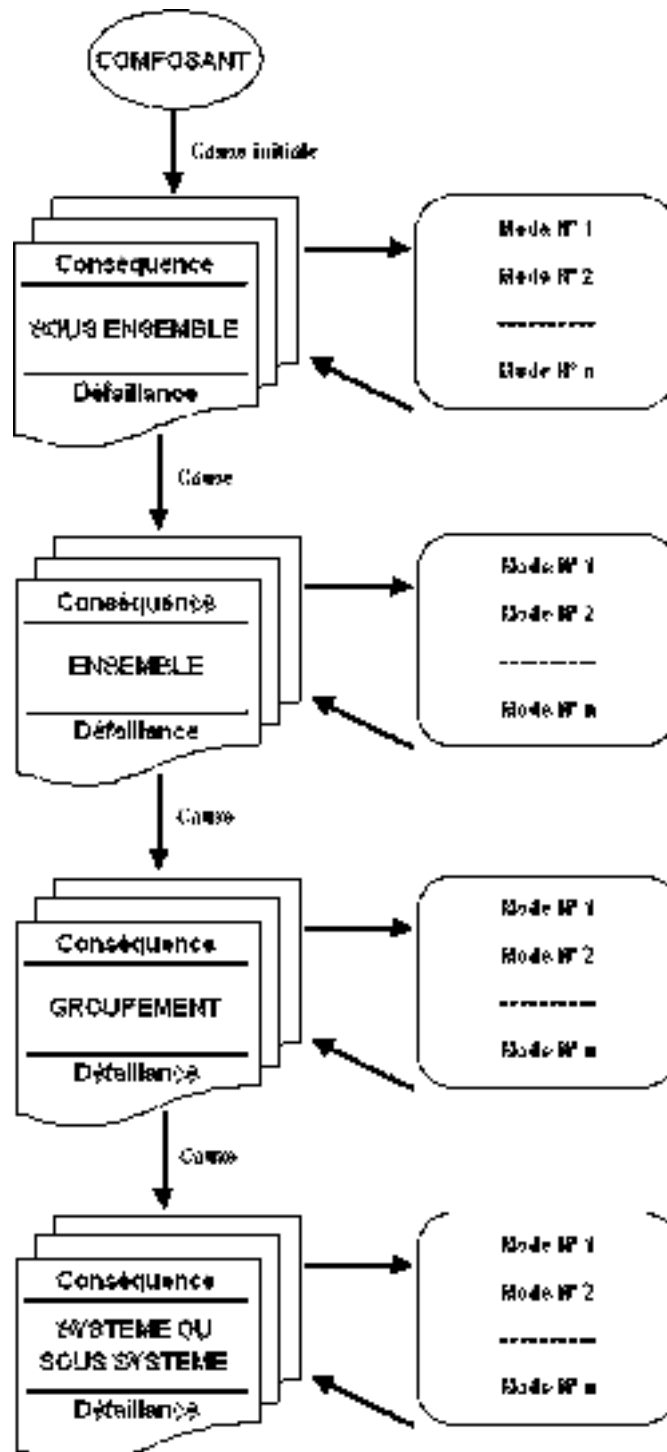 COMPOSANT
Cause initiale
Conséquence
SOUS ENSEMBLE
Défaillance
Mode N° 1
Mode N° 2
----------
Mode N° n
Cause
Conséquence
ENSEMBLE
Défaillance
Mode N° 1
Mode N° 2
----------
Mode N° n
Cause
Conséquence
GROUPEMENT
Défaillance
Mode N° 1
Mode N° 2
----------
Mode N° n
Cause
Conséquence
SYSTEME OU
SOUS SYSTEME
Défaillance
Mode N° 1
Mode N° 2
----------
Mode N° n